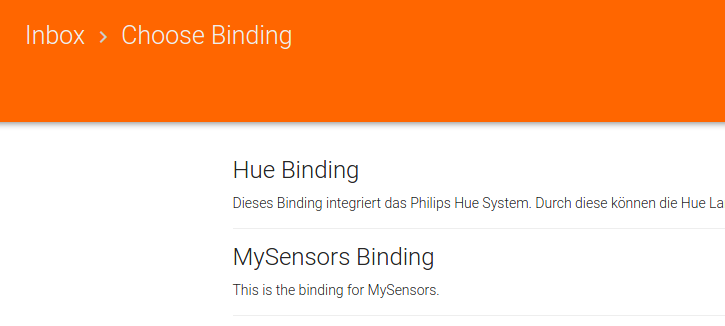 Inbox > Choose Binding
Hue Binding
Dieses Binding integriert das Philips Hue System. Durch diese können die Hue La
MySensors Binding
This is the binding for MySensors.